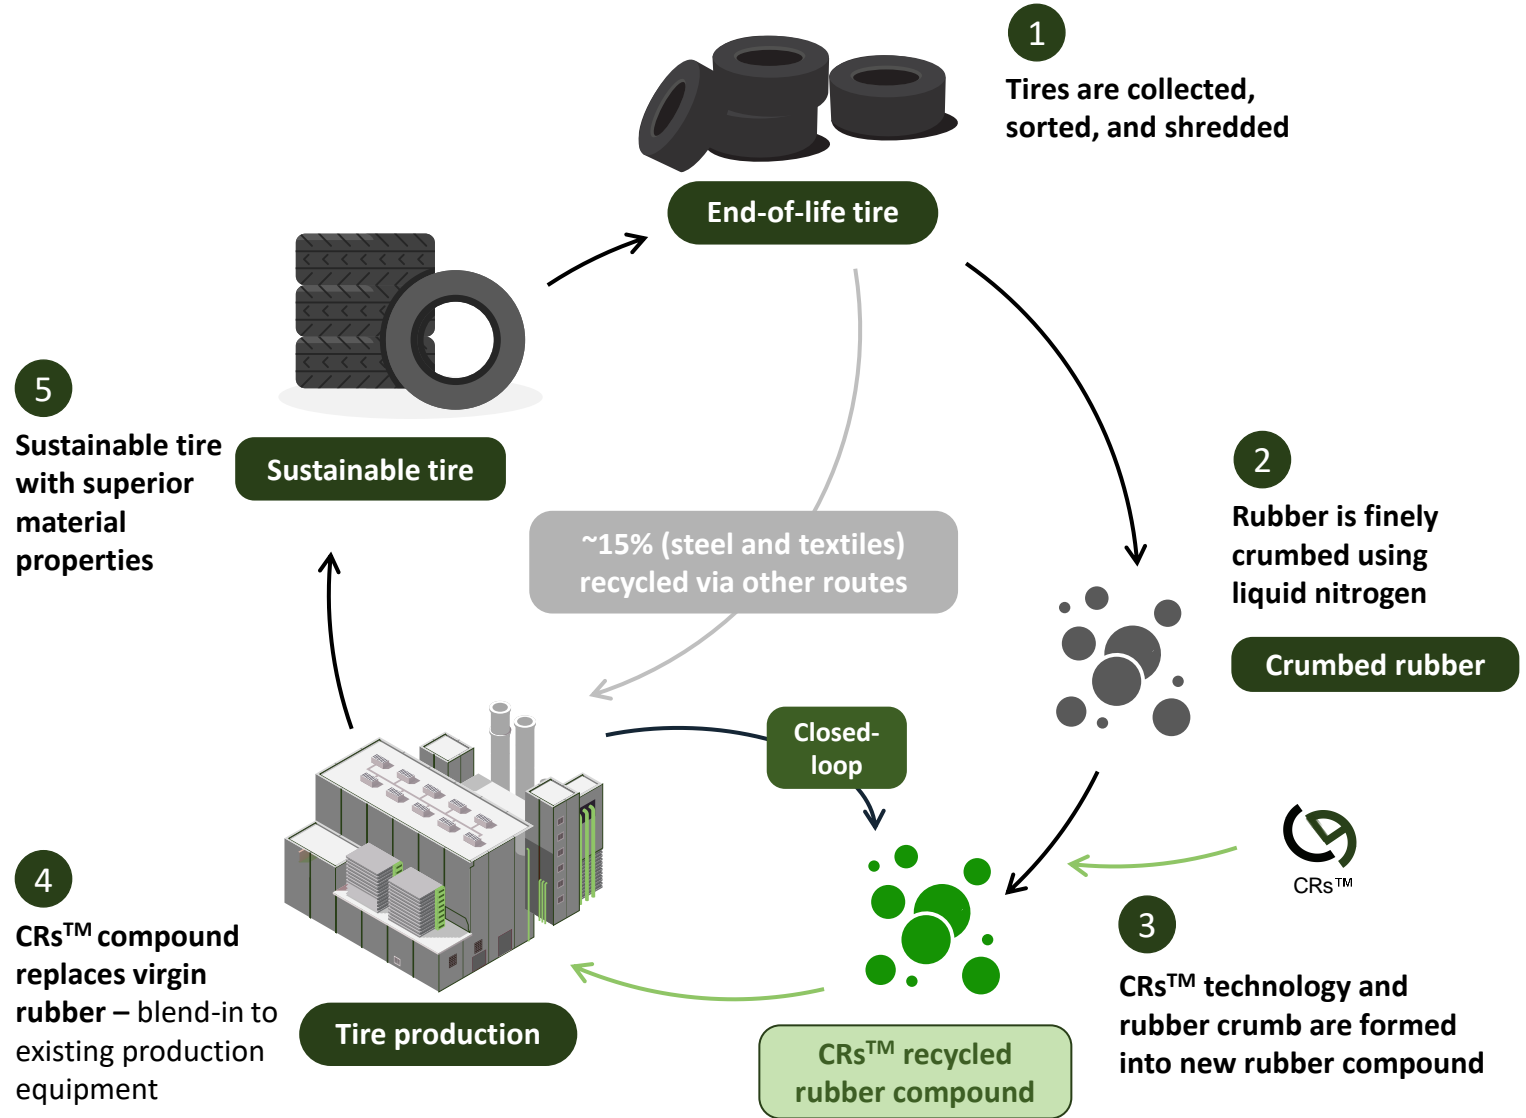 1
Tires are collected,
sorted, and shredded
End-of-life tire
5
Sustainable tire
with superior
material
properties
Sustainable tire
~15% (steel and textiles)
recycled via other routes
2
Rubber is finely
crumbed using
liquid nitrogen
Crumbed rubber
Closed-
loop
CRs™
4
CRs™ compound
replaces virgin
rubber – blend-in to
existing production
equipment
Tire production
CRs™ recycled
rubber compound
3
CRs™ technology and
rubber crumb are formed
into new rubber compound